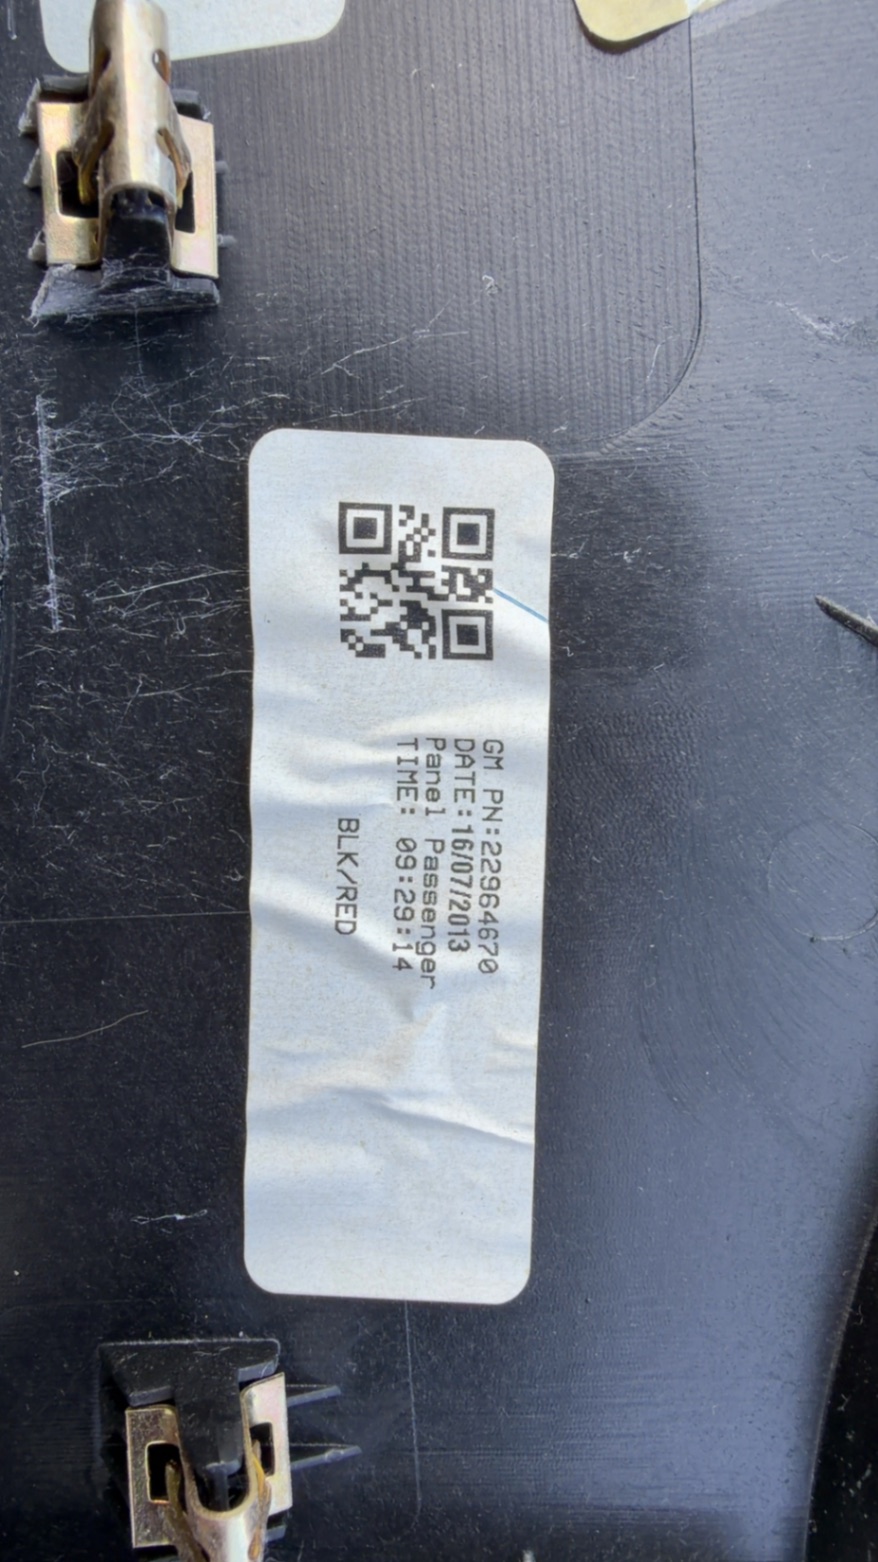 GM PN:22964670
DATE:16/07/2013
Panel Passenger
TIME: 09:29:14
BLK/RED